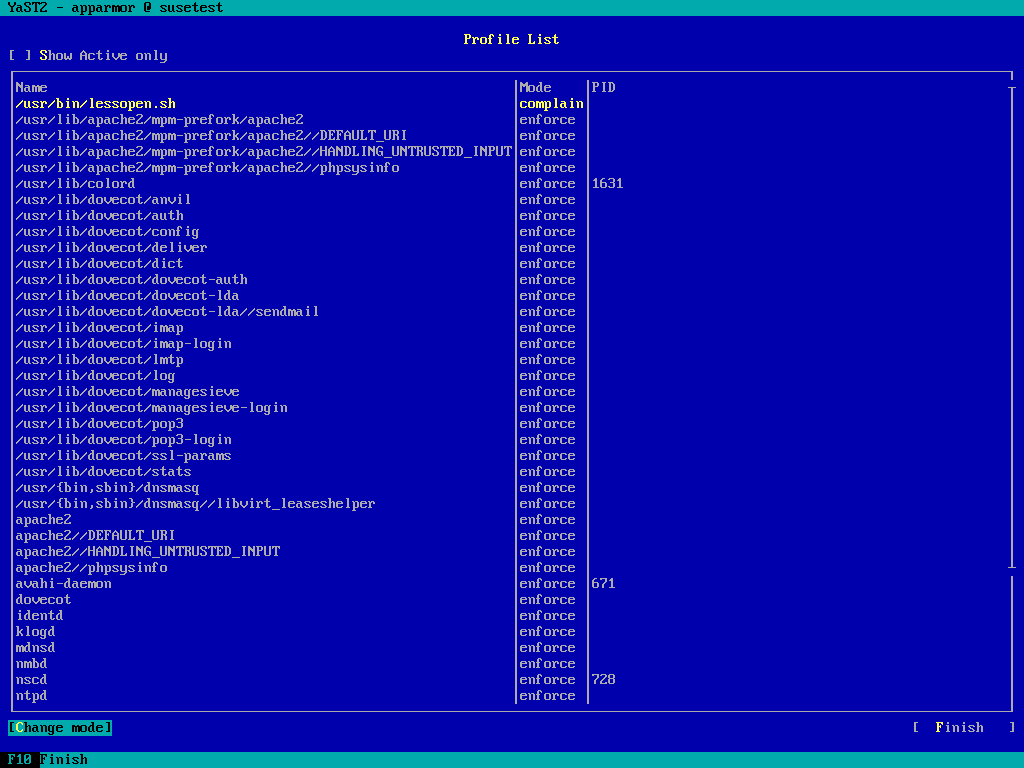 YaST2 - apparmor @ susetest
Profile List
[ ] Show Active only
Name Mode PID
/usr/bin/lessopen.sh complain
/usr/lib/apache2/mpm-prefork/apache2 enforce
/usr/lib/apache2/mpm-prefork/apache2//DEFAULT_URI enforce
/usr/lib/apache2/mpm-prefork/apache2//HANDLING_UNTRUSTED_INPUT enforce
/usr/lib/apache2/mpm-prefork/apache2//phpsysinfo enforce
/usr/lib/colord enforce 1631
/usr/lib/dovecot/anvil enforce
/usr/lib/dovecot/auth enforce
/usr/lib/dovecot/config enforce
/usr/lib/dovecot/deliver enforce
/usr/lib/dovecot/dict enforce
/usr/lib/dovecot/dovecot-auth enforce
/usr/lib/dovecot/dovecot-lda enforce
/usr/lib/dovecot/dovecot-lda//sendmail enforce
/usr/lib/dovecot/imap enforce
/usr/lib/dovecot/imap-login enforce
/usr/lib/dovecot/lmtp enforce
/usr/lib/dovecot/log enforce
/usr/lib/dovecot/managesieve enforce
/usr/lib/dovecot/managesieve-login enforce
/usr/lib/dovecot/pop3 enforce
/usr/lib/dovecot/pop3-login enforce
/usr/lib/dovecot/ssl-params enforce
/usr/lib/dovecot/stats enforce
/usr/{bin,sbin}/dnsmasq enforce
/usr/{bin,sbin}/dnsmasq//libvirt_leaseshelper enforce
apache2 enforce
apache2//DEFAULT_URI enforce
apache2//HANDLING_UNTRUSTED_INPUT enforce
apache2//phpsysinfo enforce
avahi-daemon enforce 671
dovecot enforce
identd enforce
klogd enforce
mdnsd enforce
nmbd enforce
nscd enforce 728
ntpd enforce
[Change mode] [ Finish ]
F10 Finish